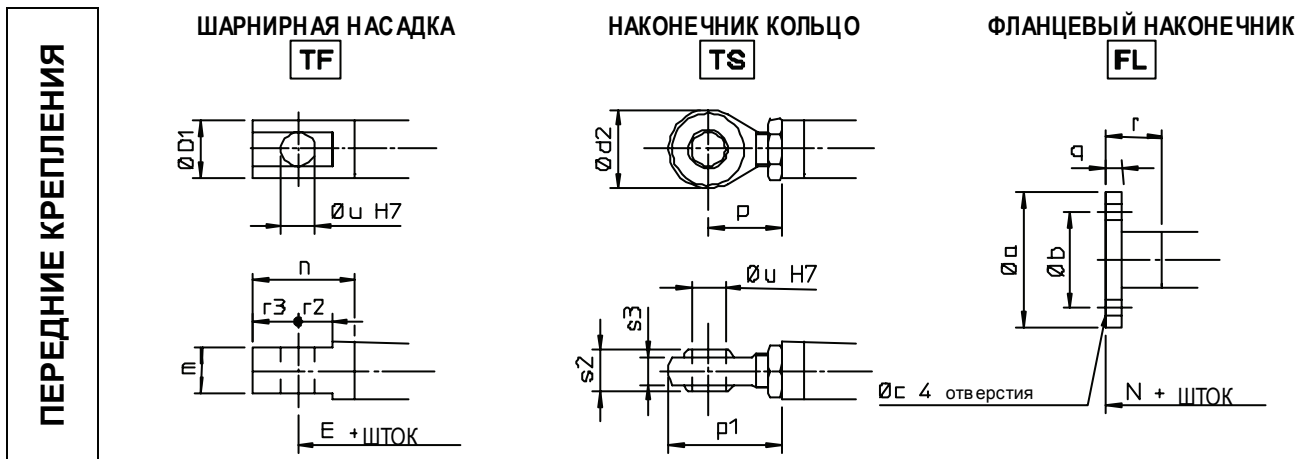 ПЕРЕДНИЕ КРЕПЛЕНИЯ
ШАРНИРНАЯ НАСАДКА
TF
ØD1
Øu H7
n
r3 r2
m
E +ШТОК
НАКОНЕЧНИК КОЛЬЦО
TS
Ød2
p
Øu H7
s3
s2
p1
ФЛАНЦЕВЫЙ НАКОНЕЧНИК
FL
r
q
Øa
Øb
Øc 4 отверстия
N + ШТОК